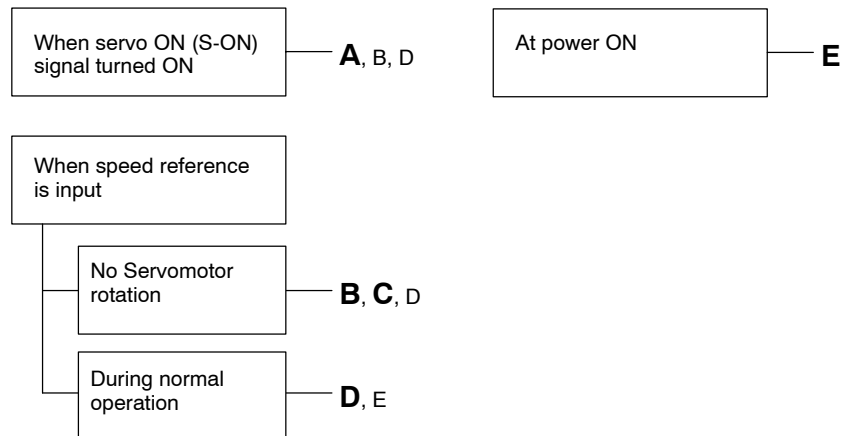 When servo ON (S-ON)
signal turned ON
A, B, D
At power ON
E
When speed reference
is input
No Servomotor
rotation
B, C, D
During normal
operation
D, E